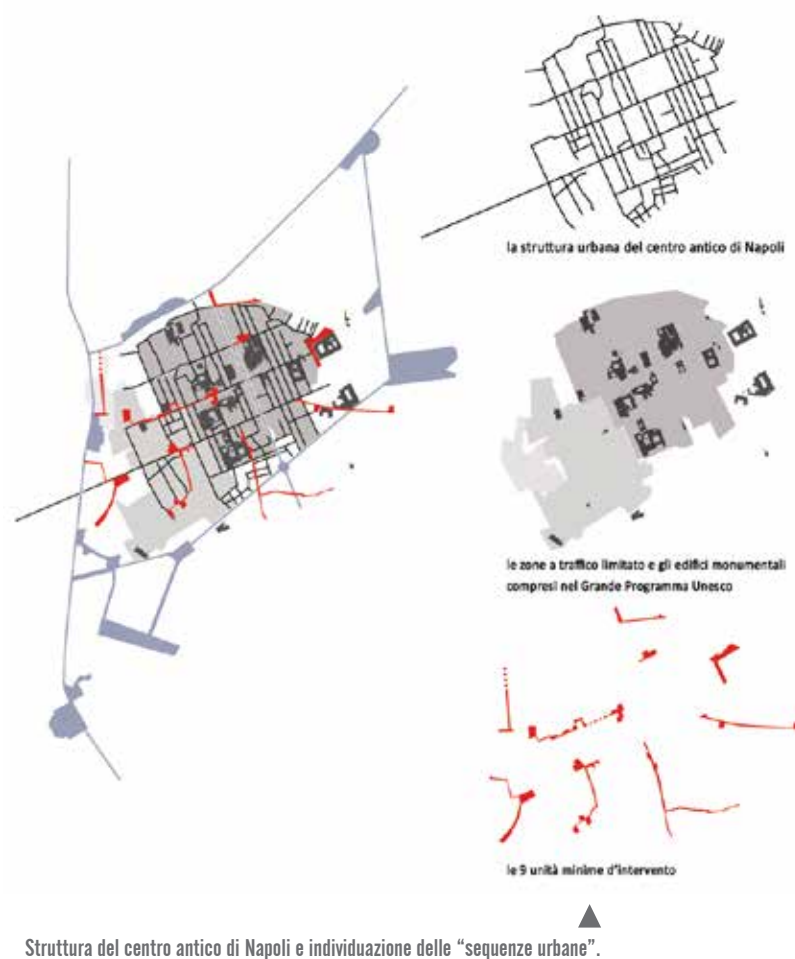 la struttura urbana del centro antico di Napoli
le zone a traffico limitato e gli edifici monumentali
compresi nel Grande Programma Unesco
le 9 unità minime d'intervento
Struttura del centro antico di Napoli e individuazione delle “sequenze urbane”.